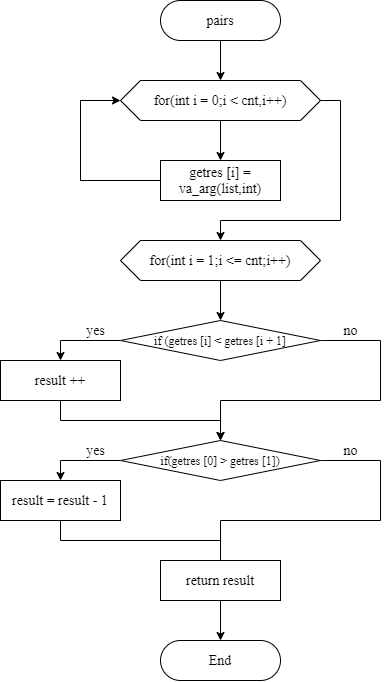 pairs
for(int i = 0;i < cnt,i++)
getres [i] =
va_arg(list,int)
for(int i = 1;i <= cnt;i++)
yes
if (getres [i] < getres [i + 1]
no
result ++
yes
if(getres [0] > getres [1])
no
result = result - 1
return result
End